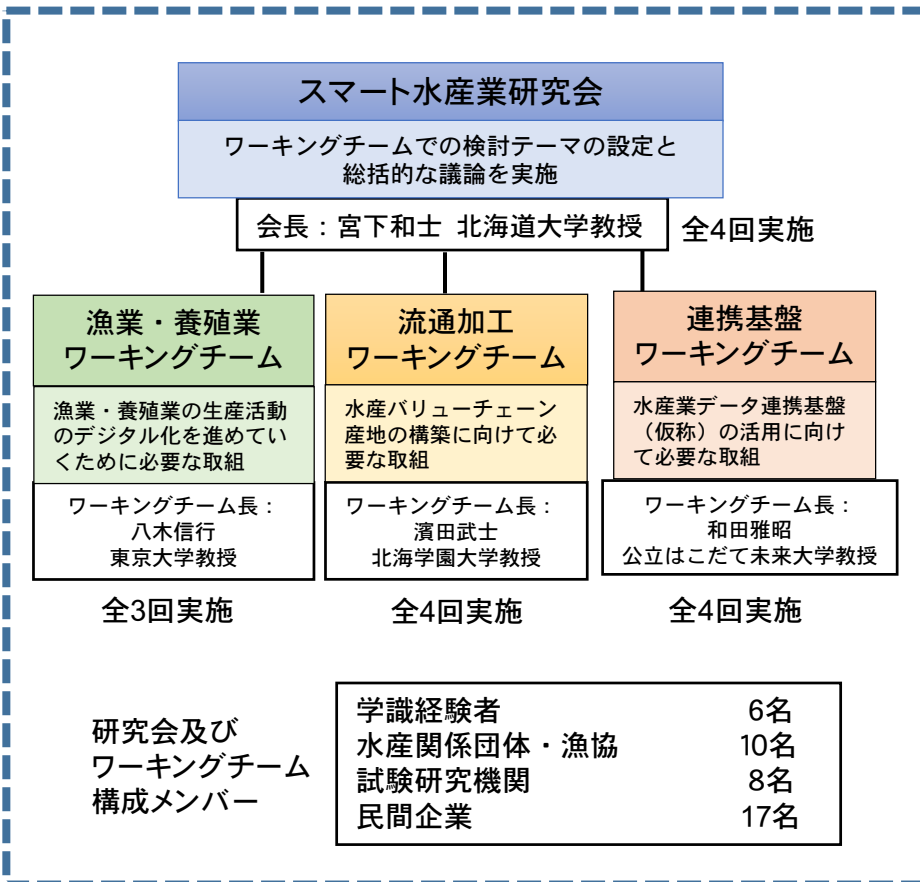 スマート水産業研究会
ワーキングチームでの検討テーマの設定と
総括的な議論を実施
会長：宮下和士 北海道大学教授
全4回実施
漁業・養殖業
ワーキングチーム
漁業・養殖業の生産活動
のデジタル化を進めてい
くために必要な取組
ワーキングチーム長：
八木信行
東京大学教授
全3回実施
流通加工
ワーキングチーム
水産バリューチェーン
産地の構築に向けて必
要な取組
ワーキングチーム長：
濱田武士
北海学園大学教授
全4回実施
連携基盤
ワーキングチーム
水産業データ連携基盤
（仮称）の活用に向け
て必要な取組
ワーキングチーム長：
和田雅昭
公立はこだて未来大学教授
全4回実施
研究会及び
ワーキングチーム
構成メンバー
学識経験者 6名
水産関係団体・漁協 10名
試験研究機関 8名
民間企業 17名